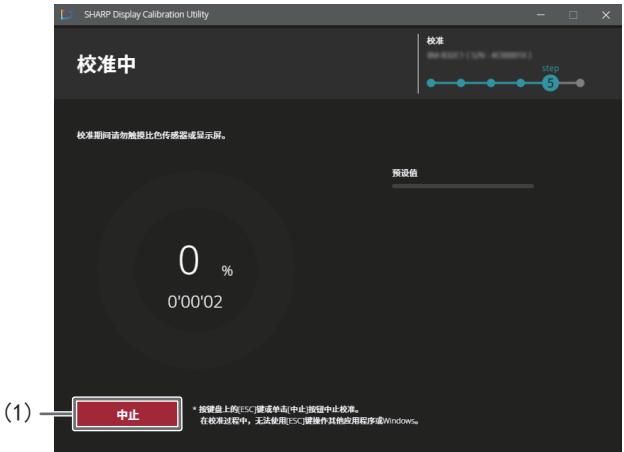 SHARP Display Calibration Utility
校准
校准中
step
5
校准期间请勿触摸比色传感器或显示屏。
预设值
0 %
0'00'02
(1)
中止
* 按键盘上的[ESC]键或单击[中止]按钮中止校准。
在校准过程中，无法使用[ESC]键操作其他应用程序或Windows。